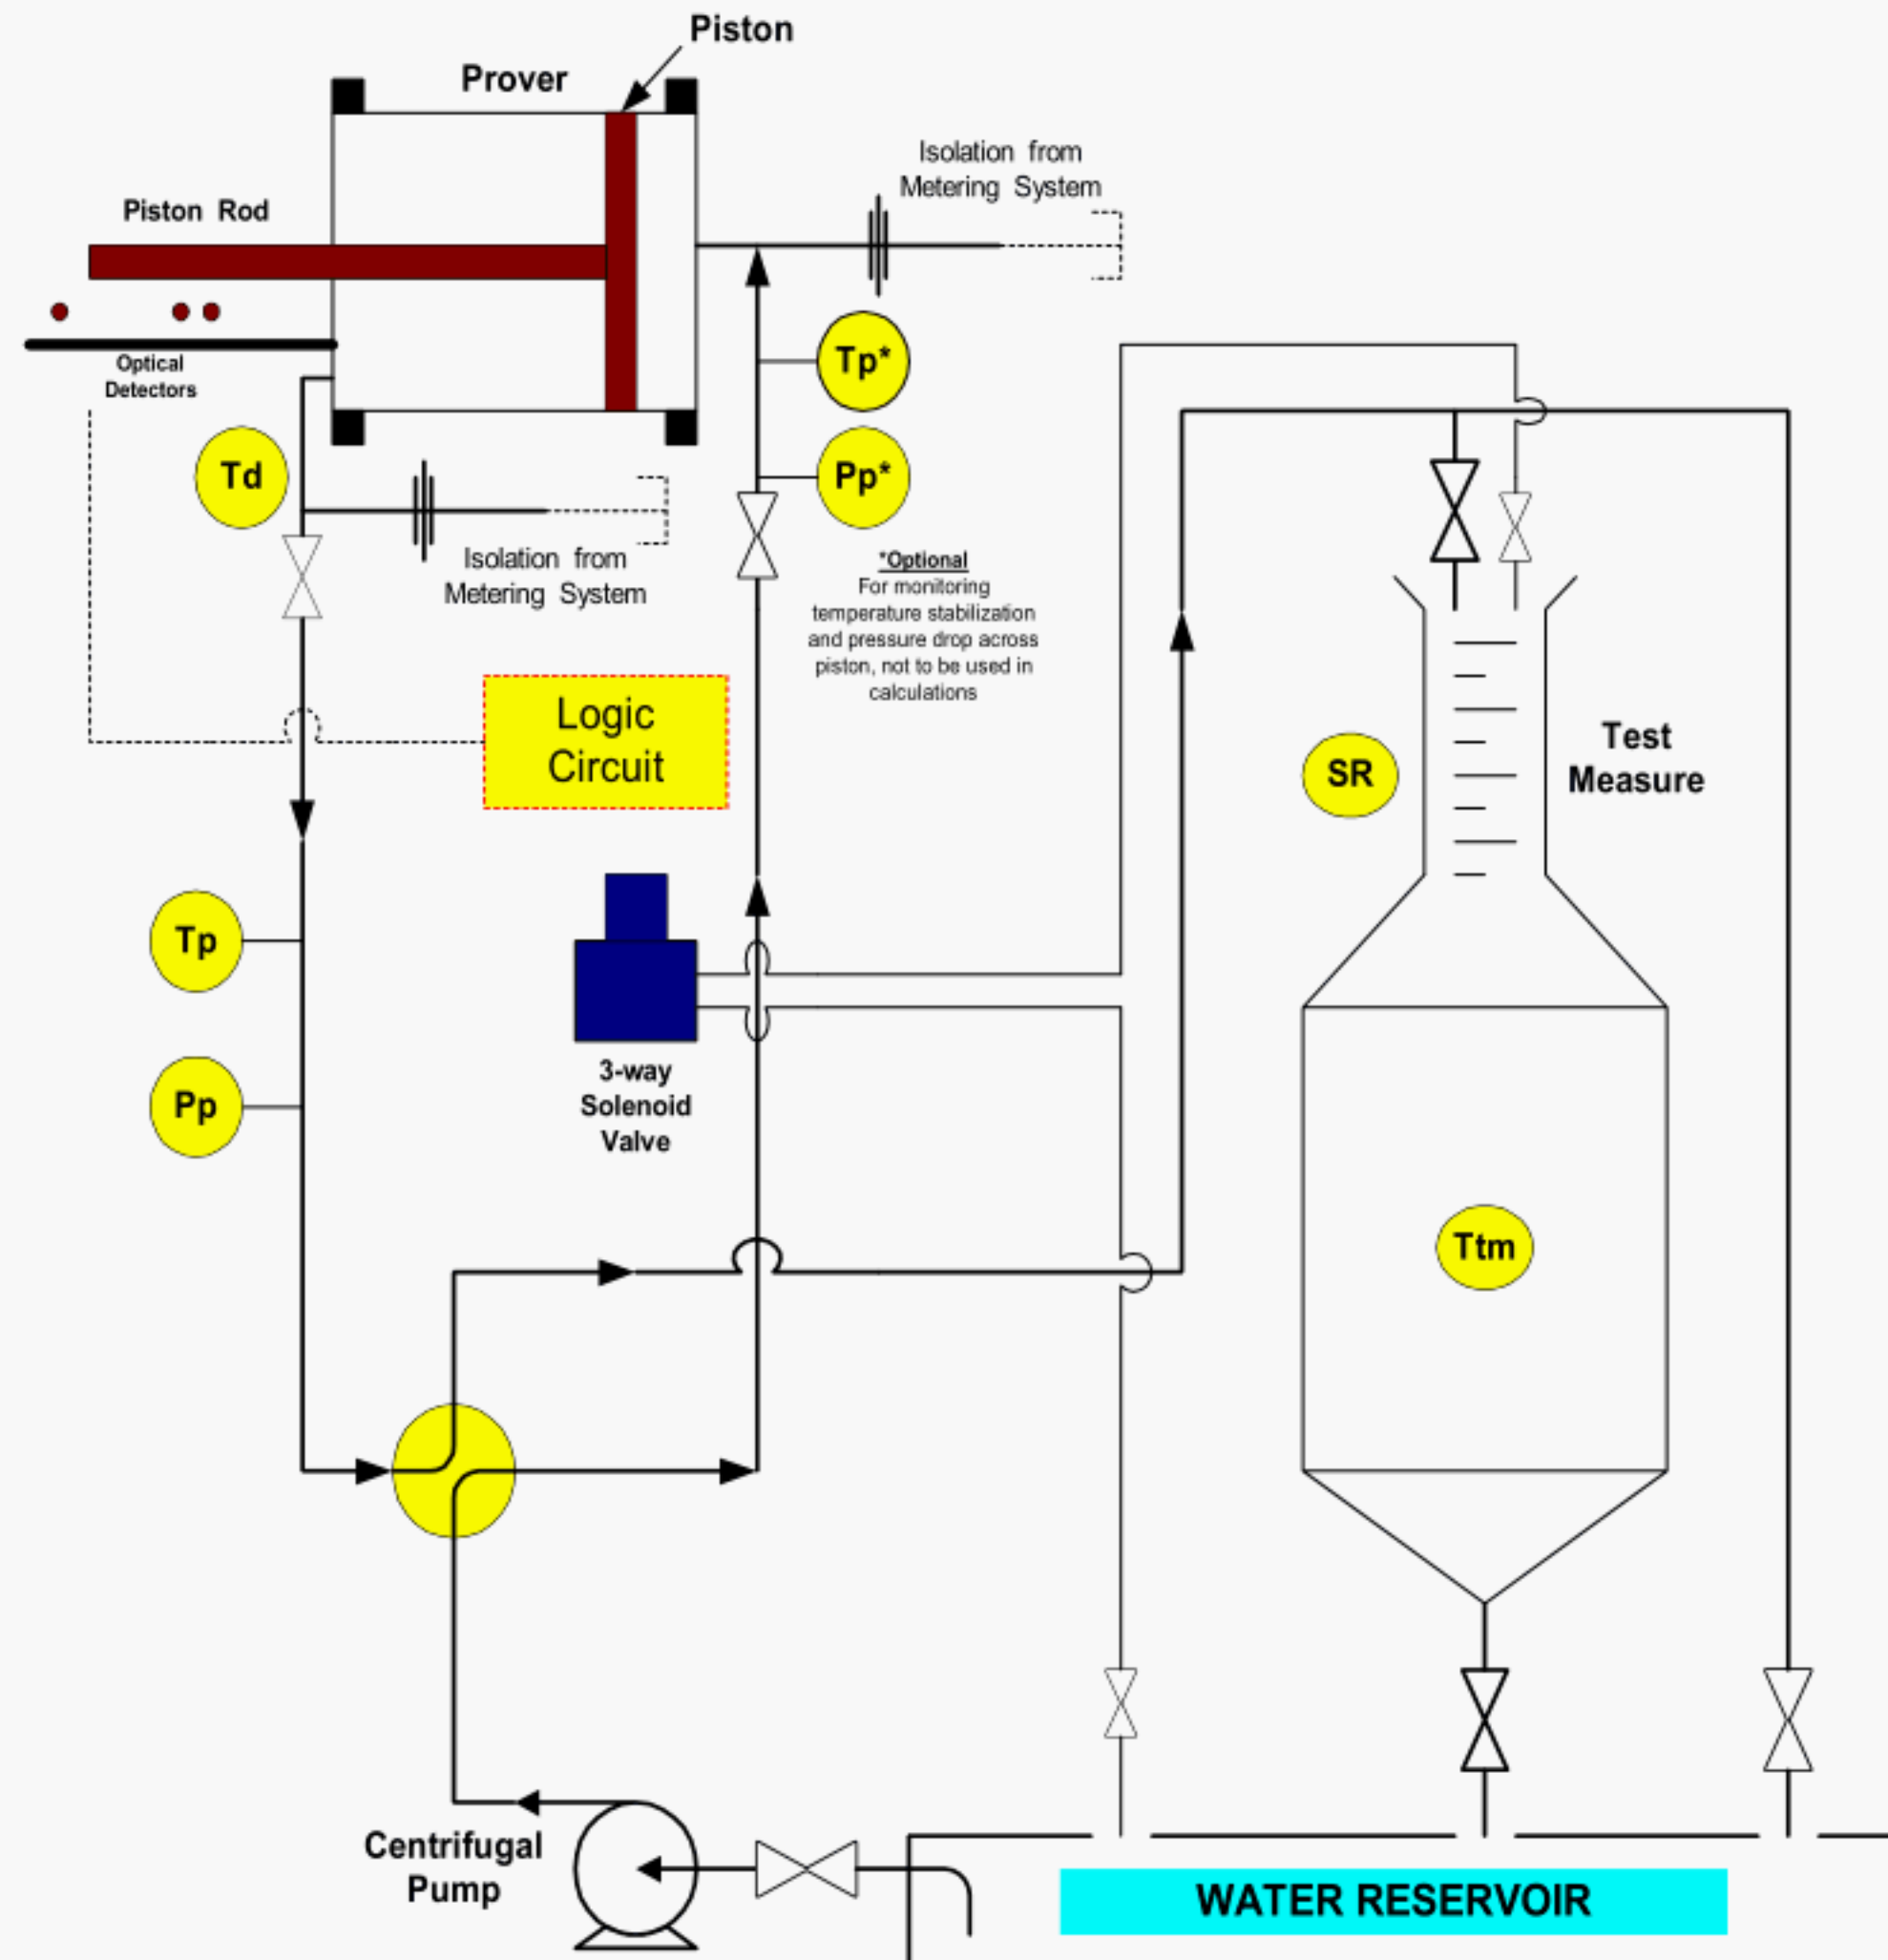 Piston
Prover
Isolation from
Metering System
Piston Rod
Optical
Detectors
Tp*
Td
Pp*
Isolation from
Metering System
*Optional
For monitoring
temperature stabilization
and pressure drop across
piston, not to be used in
calculations
Logic
Circuit
SR
Test
Measure
Tp
3-way
Solenoid
Valve
Pp
Ttm
Centrifugal
Pump
WATER RESERVOIR